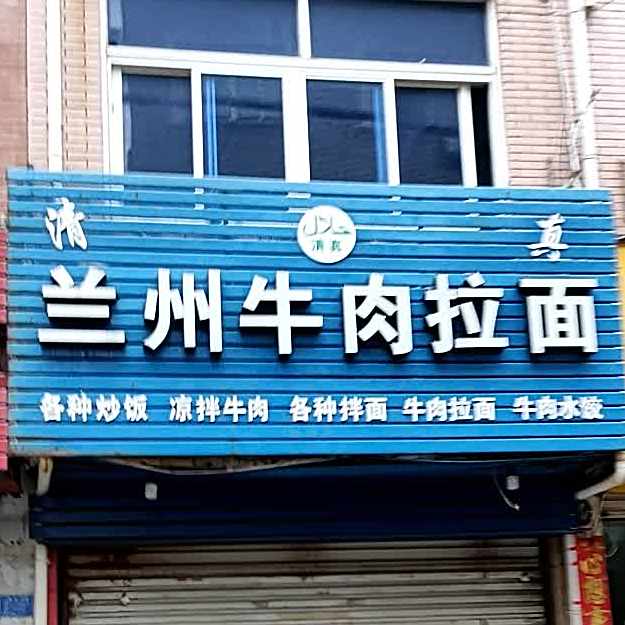 清 真
حلال
清真
兰州牛肉拉面
各种炒饭 凉拌牛肉 各种拌面 牛肉拉面 牛肉水饺